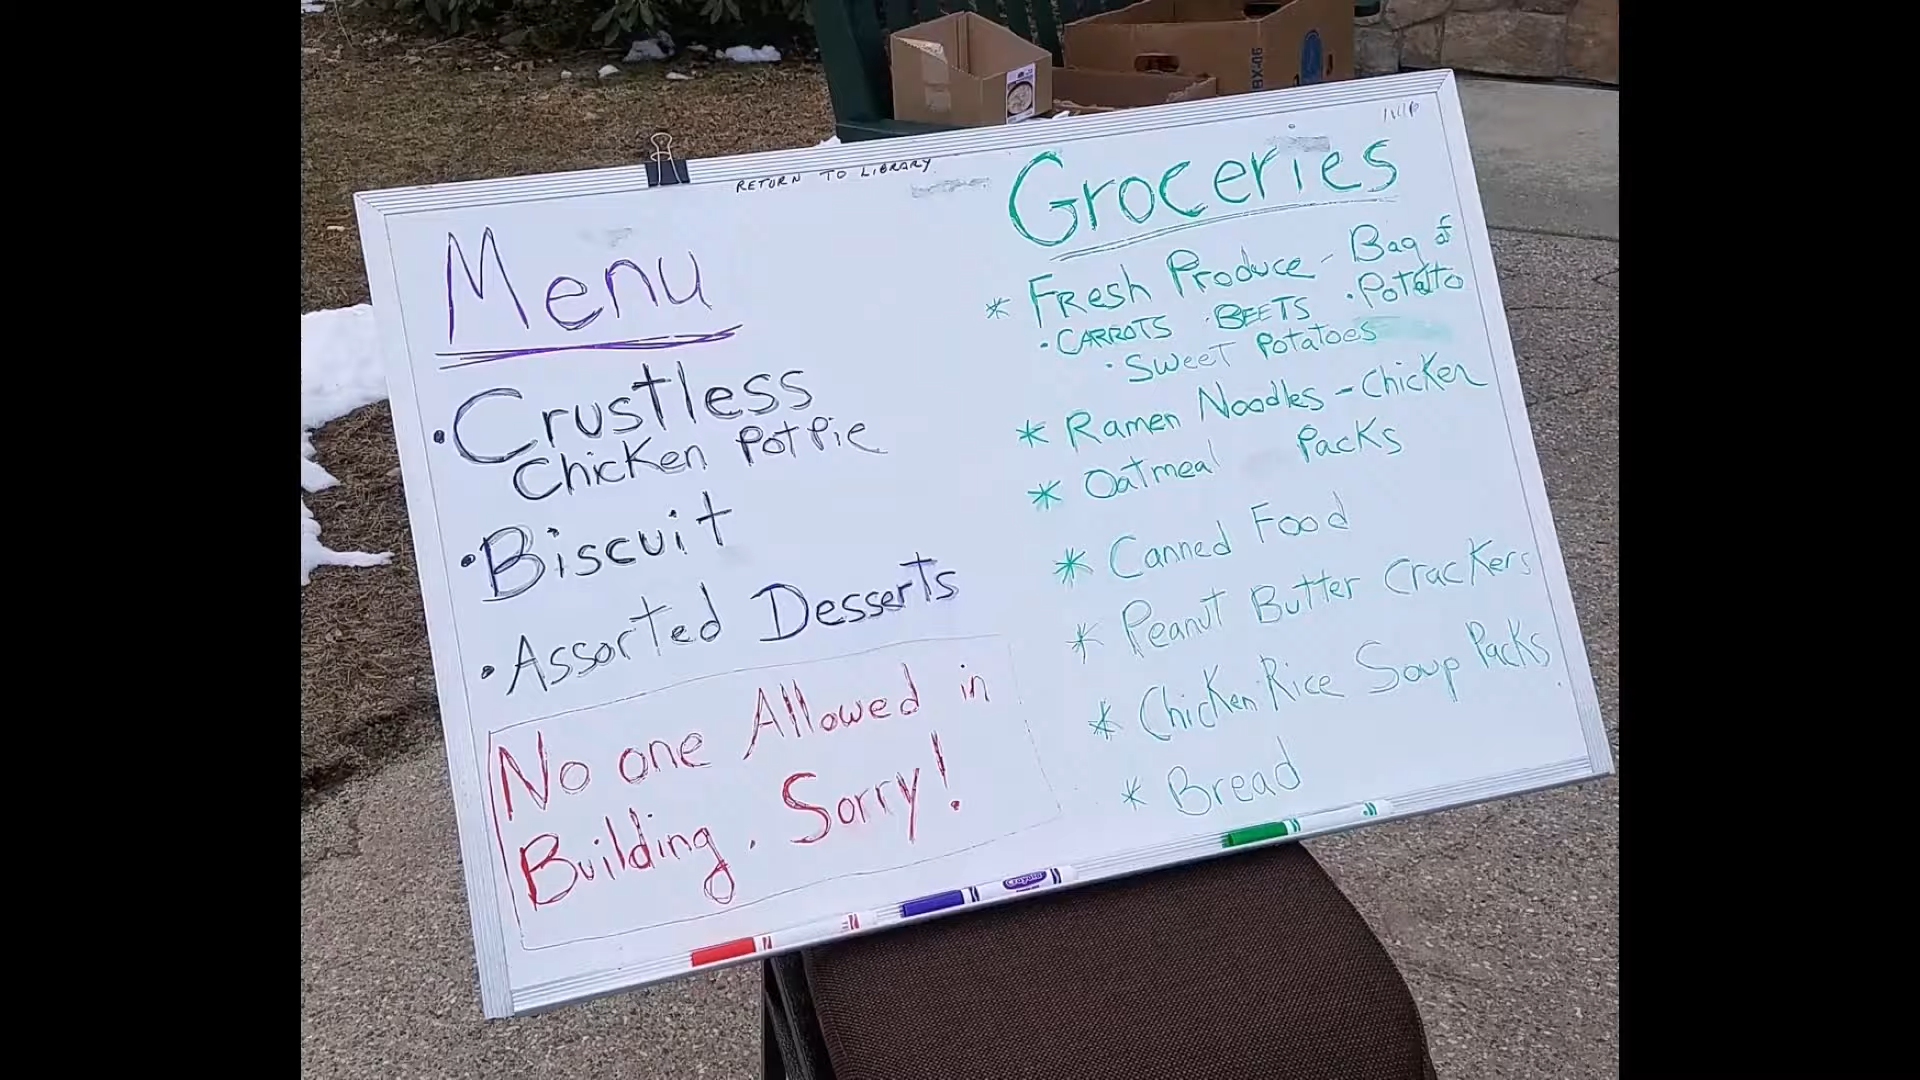 RETURN TO LIBRARY
Menu
• Crustless
Chicken Pot Pie
• Biscuit
• Assorted Desserts
No one Allowed in
Building. Sorry!
Groceries
* Fresh Produce - Bag of
• CARROTS • BEETS • Potato
• Sweet Potatoes
* Ramen Noodles - Chicken
Packs
* Oatmeal
* Canned Food
* Peanut Butter Crackers
* Chicken Rice Soup Packs
* Bread
Crayola